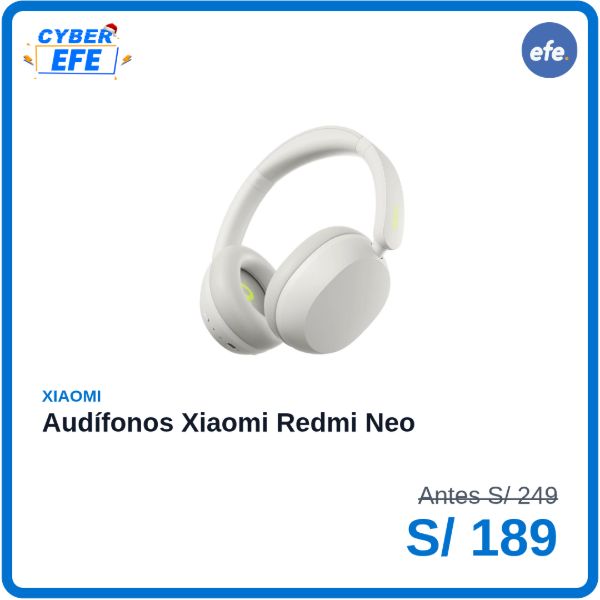 CYBER
EFE
efe.
XIAOMI
Audífonos Xiaomi Redmi Neo
Antes S/ 249
S/ 189